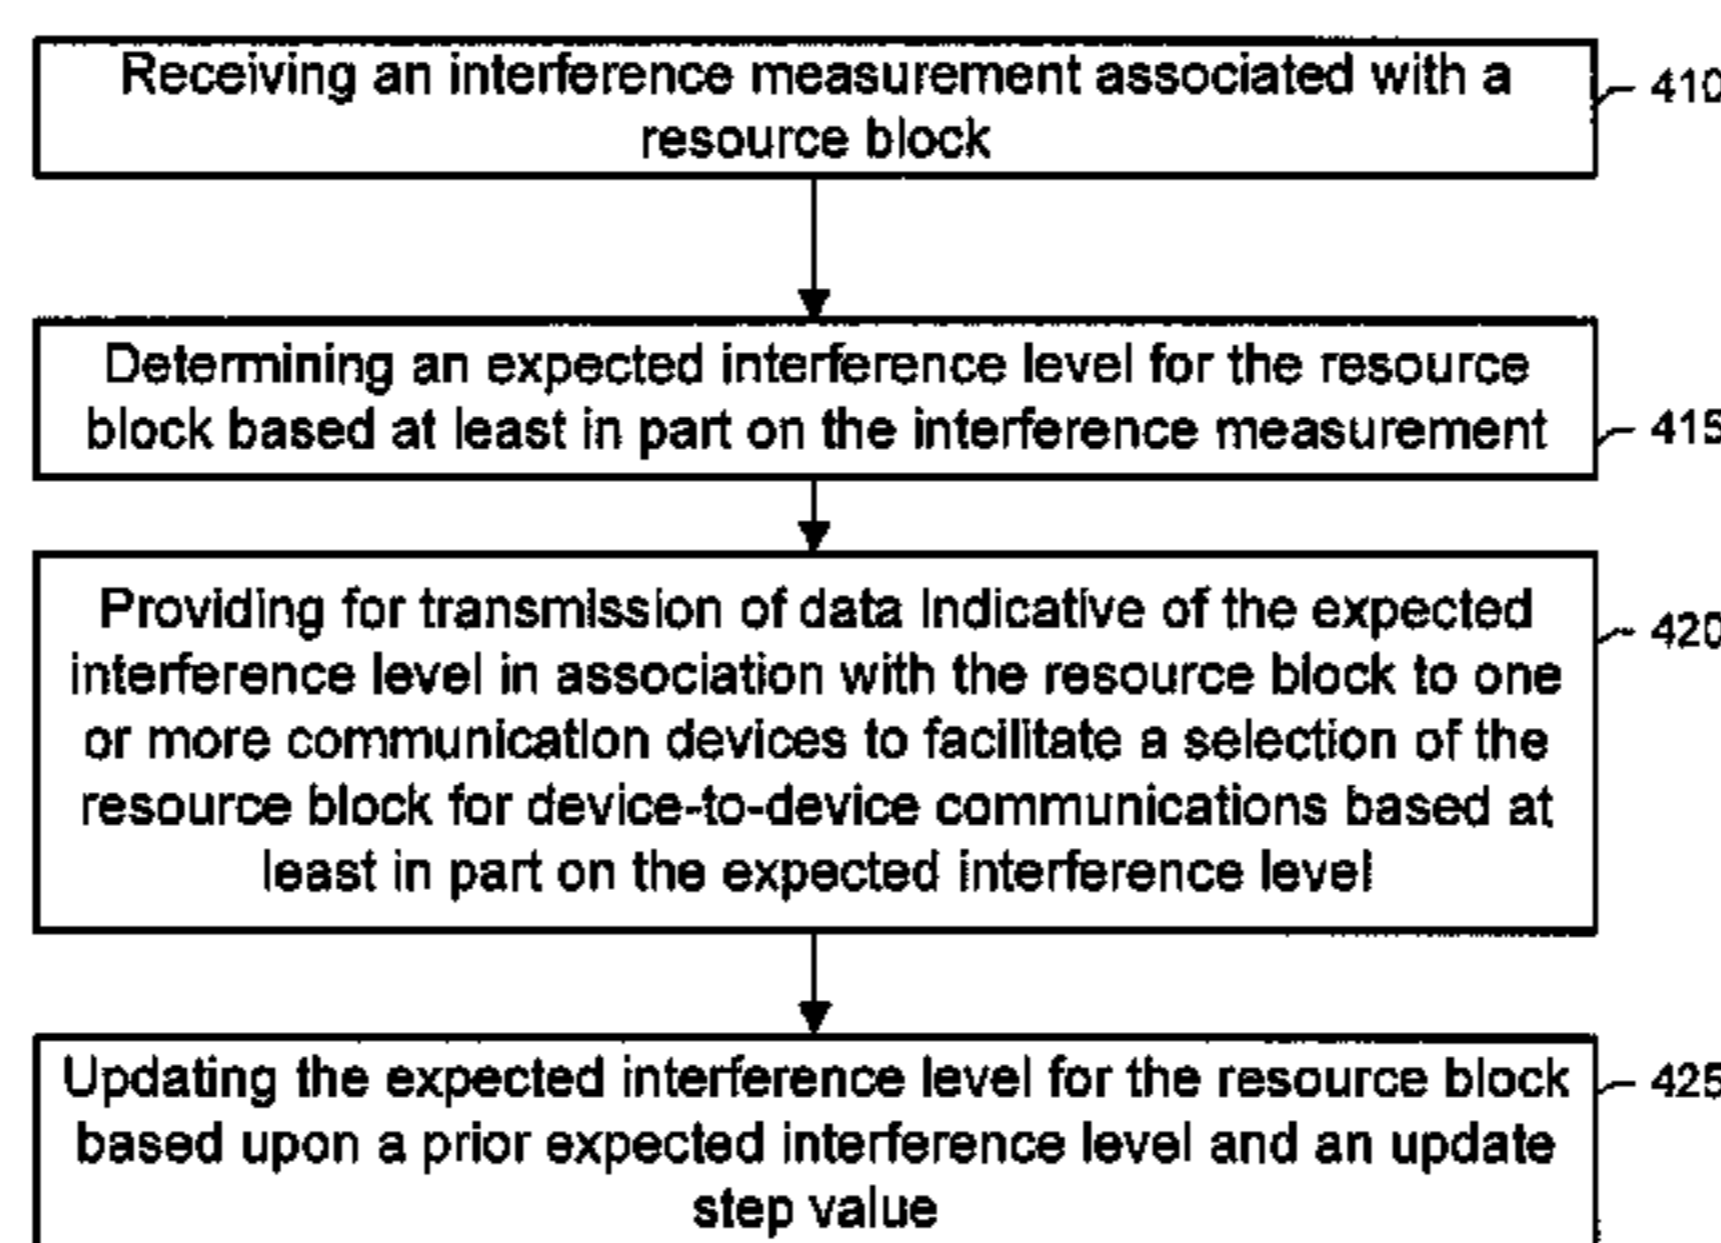 Receiving an interference measurement associated with a
resource block
410
Determining an expected interference level for the resource
block based at least in part on the interference measurement
415
Providing for transmission of data indicative of the expected
interference level in association with the resource block to one
or more communication devices to facilitate a selection of the
resource block for device-to-device communications based at
least in part on the expected interference level
420
Updating the expected interference level for the resource block
based upon a prior expected interference level and an update
step value
425